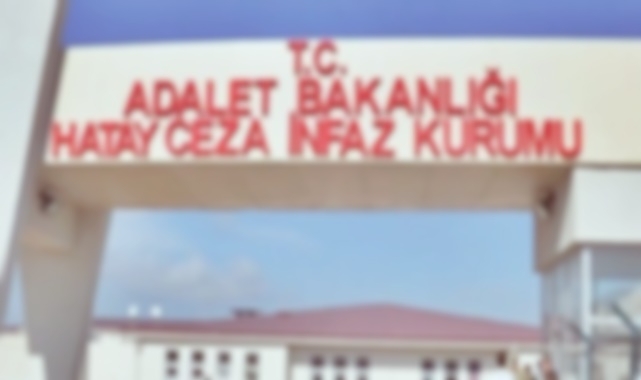 T.C.
ADALET BAKANLIĞI
HATAY CEZA İNFAZ KURUMU